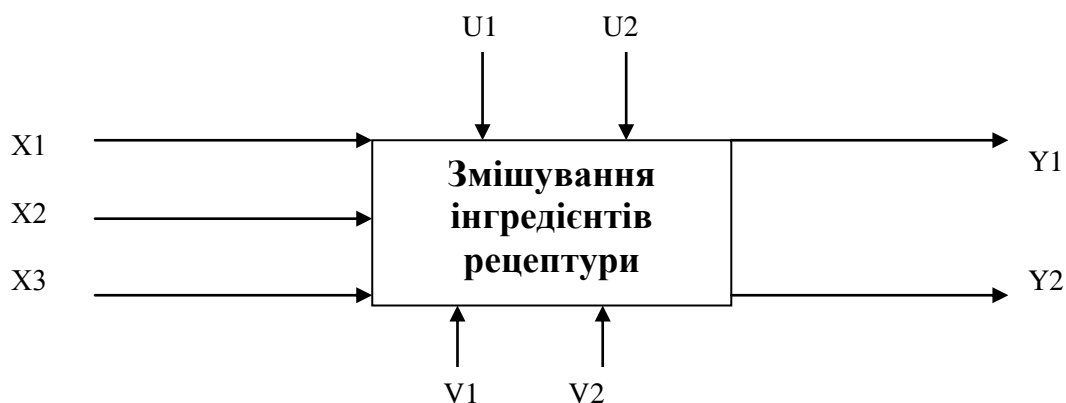 U1 U2
X1
Y1
Змішування
інгредієнтів
рецептури
X2
X3
Y2
V1 V2